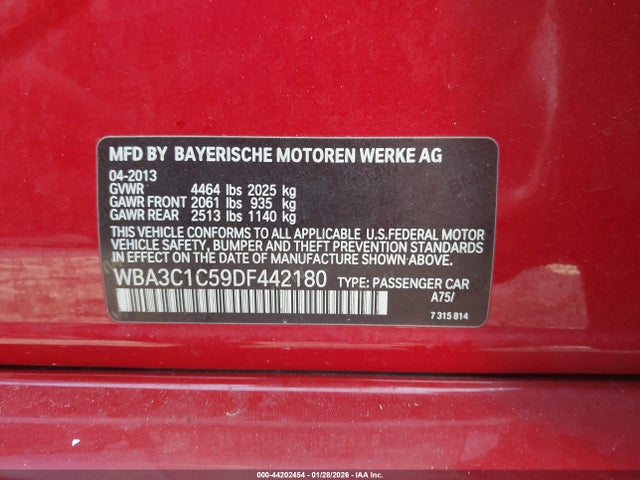 MFD BY BAYERISCHE MOTOREN WERKE AG
04-2013
GVWR 4464 lbs 2025 kg
GAWR FRONT 2061 lbs 935 kg
GAWR REAR 2513 lbs 1140 kg
THIS VEHICLE CONFORMS TO ALL APPLICABLE U.S.FEDERAL MOTOR
VEHICLE SAFETY, BUMPER AND THEFT PREVENTION STANDARDS
IN EFFECT ON THE DATE OF MANUFACTURE SHOWN ABOVE.
WBA3C1C59DF442180 TYPE: PASSENGER CAR
A75/
7 315 814
000-44202454 | 01/28/2026 | IAA Inc.